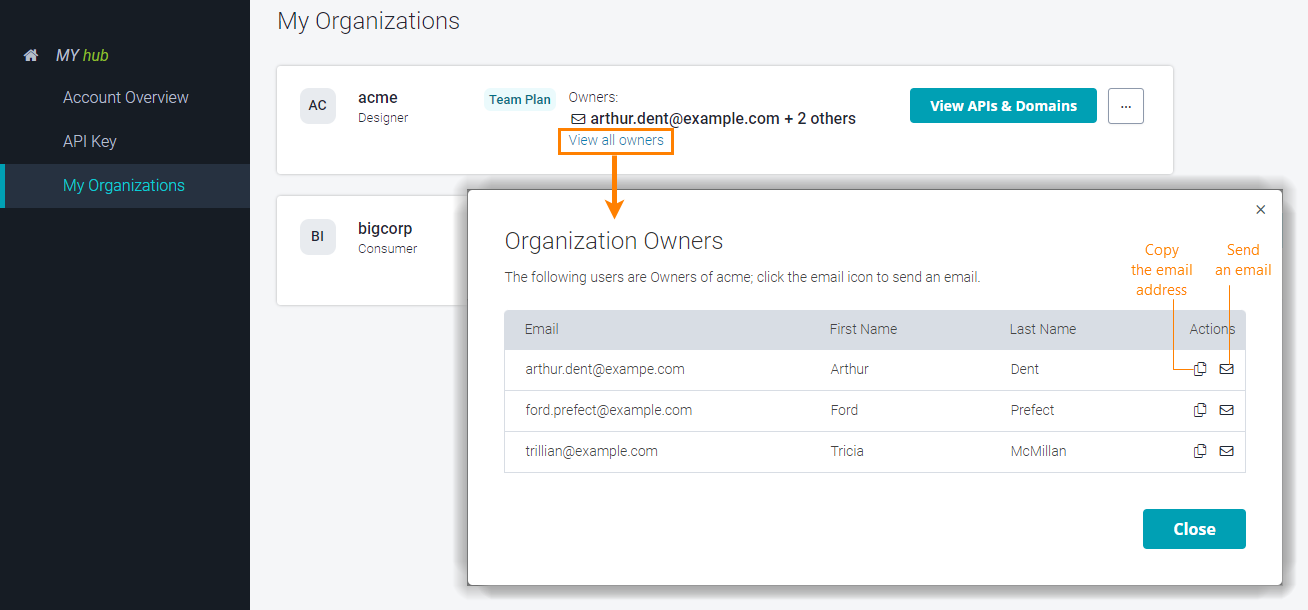 My Organizations
MY hub
Account Overview
API Key
My Organizations
AC
acme
Designer
Team Plan
Owners:
arthur.dent@example.com + 2 others
View all owners
View APIs & Domains
...
BI
bigcorp
Consumer
×
Organization Owners
The following users are Owners of acme; click the email icon to send an email.
Copy
the email
address
Send
an email
Email First Name Last Name Actions
arthur.dent@exampe.com Arthur Dent
ford.prefect@example.com Ford Prefect
trillian@example.com Tricia McMillan
Close